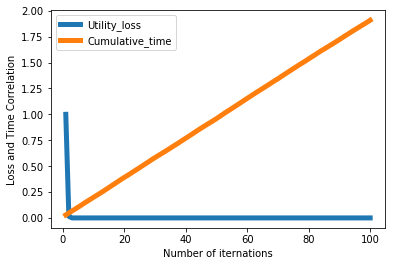 Utility_loss
Cumulative_time
Loss and Time Correlation
2.00
1.75
1.50
1.25
1.00
0.75
0.50
0.25
0.00
0 20 40 60 80 100
Number of iternations